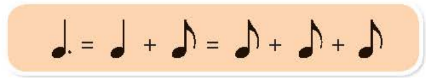 ♩. = ♩ + ♪ = ♪ + ♪ + ♪